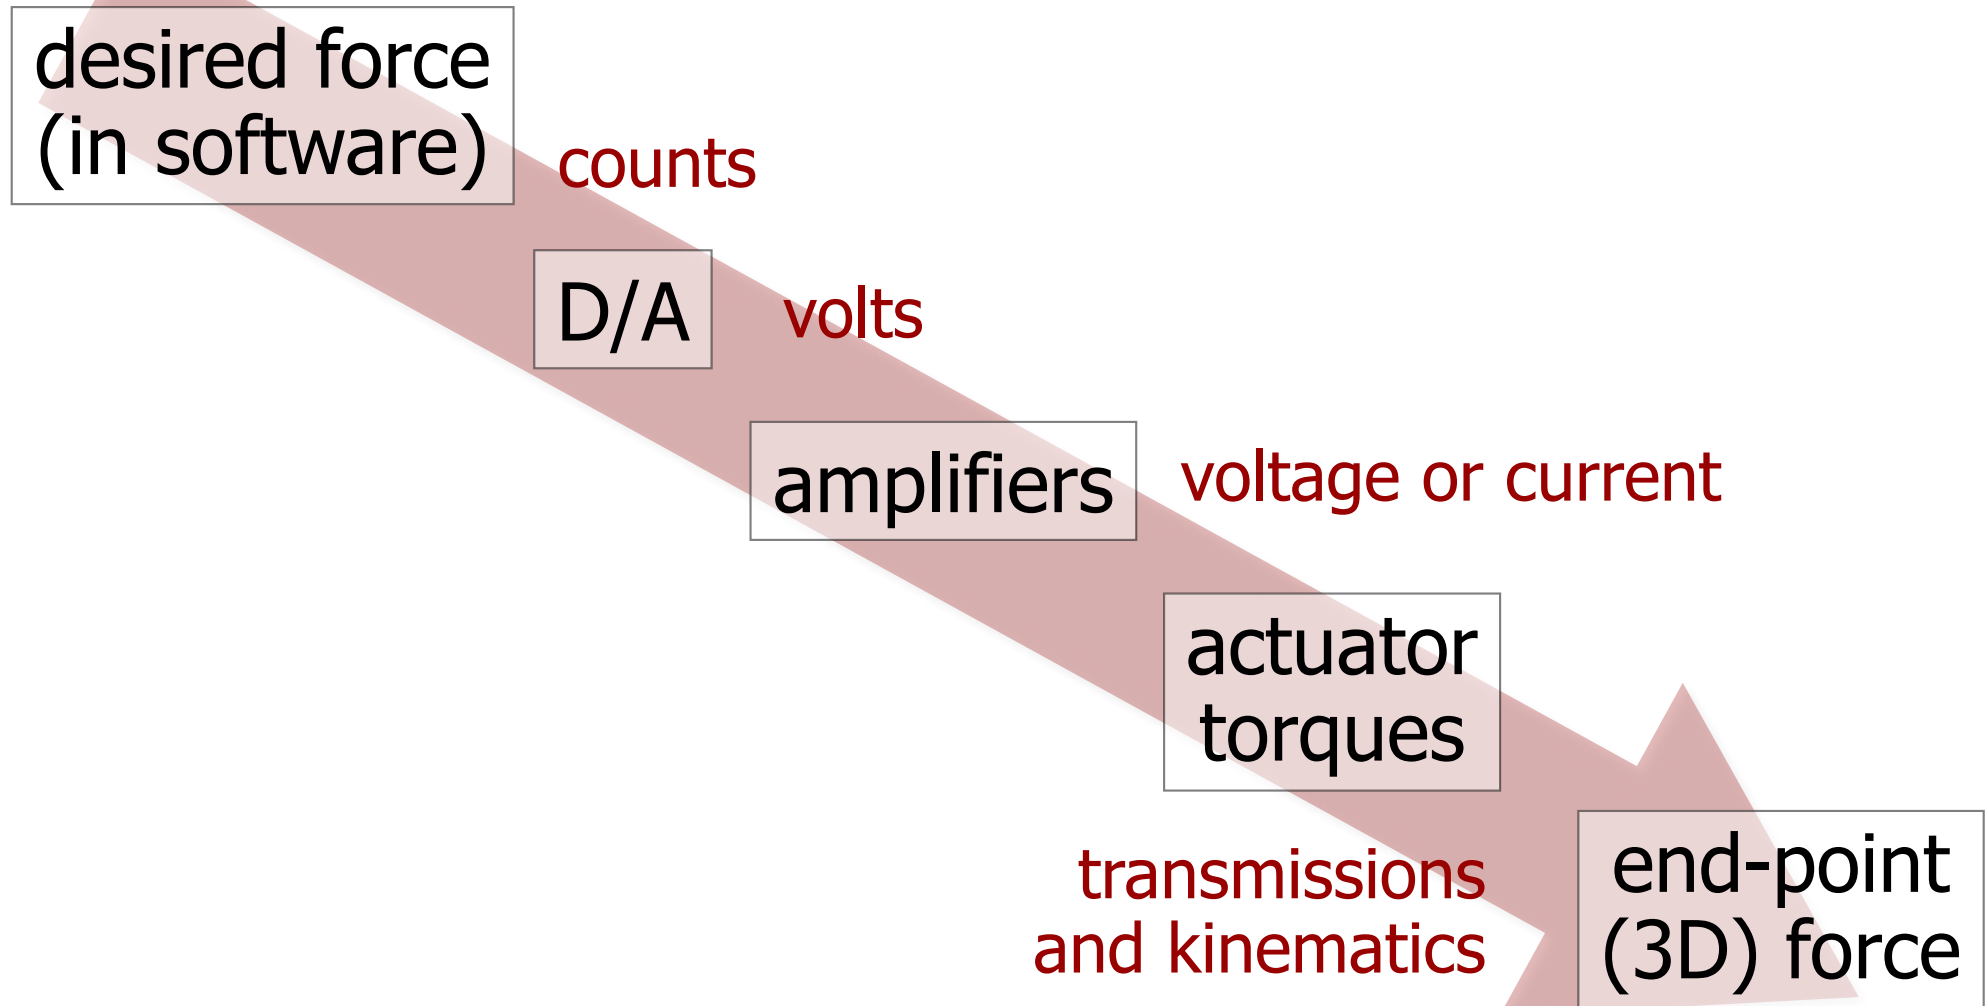 desired force
(in software)
counts
D/A
volts
amplifiers
voltage or current
actuator
torques
transmissions
and kinematics
end-point
(3D) force